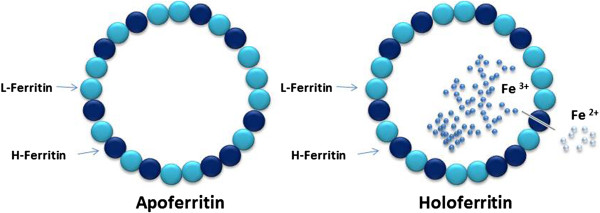 L-Ferritin
H-Ferritin
Apoferritin
L-Ferritin
H-Ferritin
Fe 3+
Fe 2+
Holoferritin